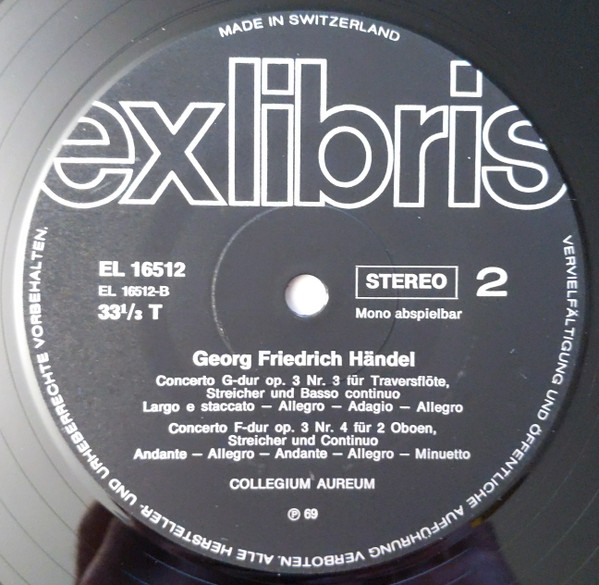 MADE IN SWITZERLAND
exlibris
EL 16512
EL 16512-B
33¹/₃ T
STEREO 2
Mono abspielbar
Georg Friedrich Händel
Concerto G-dur op. 3 Nr. 3 für Traversflöte,
Streicher und Basso continuo
Largo e staccato – Allegro – Adagio – Allegro
Concerto F-dur op. 3 Nr. 4 für 2 Oboen,
Streicher und Continuo
Andante – Allegro – Andante – Allegro – Minuetto
COLLEGIUM AUREUM
℗ 69
ALLE HERSTELLER- UND URHEBERRECHTE VORBEHALTEN.
VERVIELFÄLTIGUNG UND ÖFFENTLICHE AUFFÜHRUNG VERBOTEN.